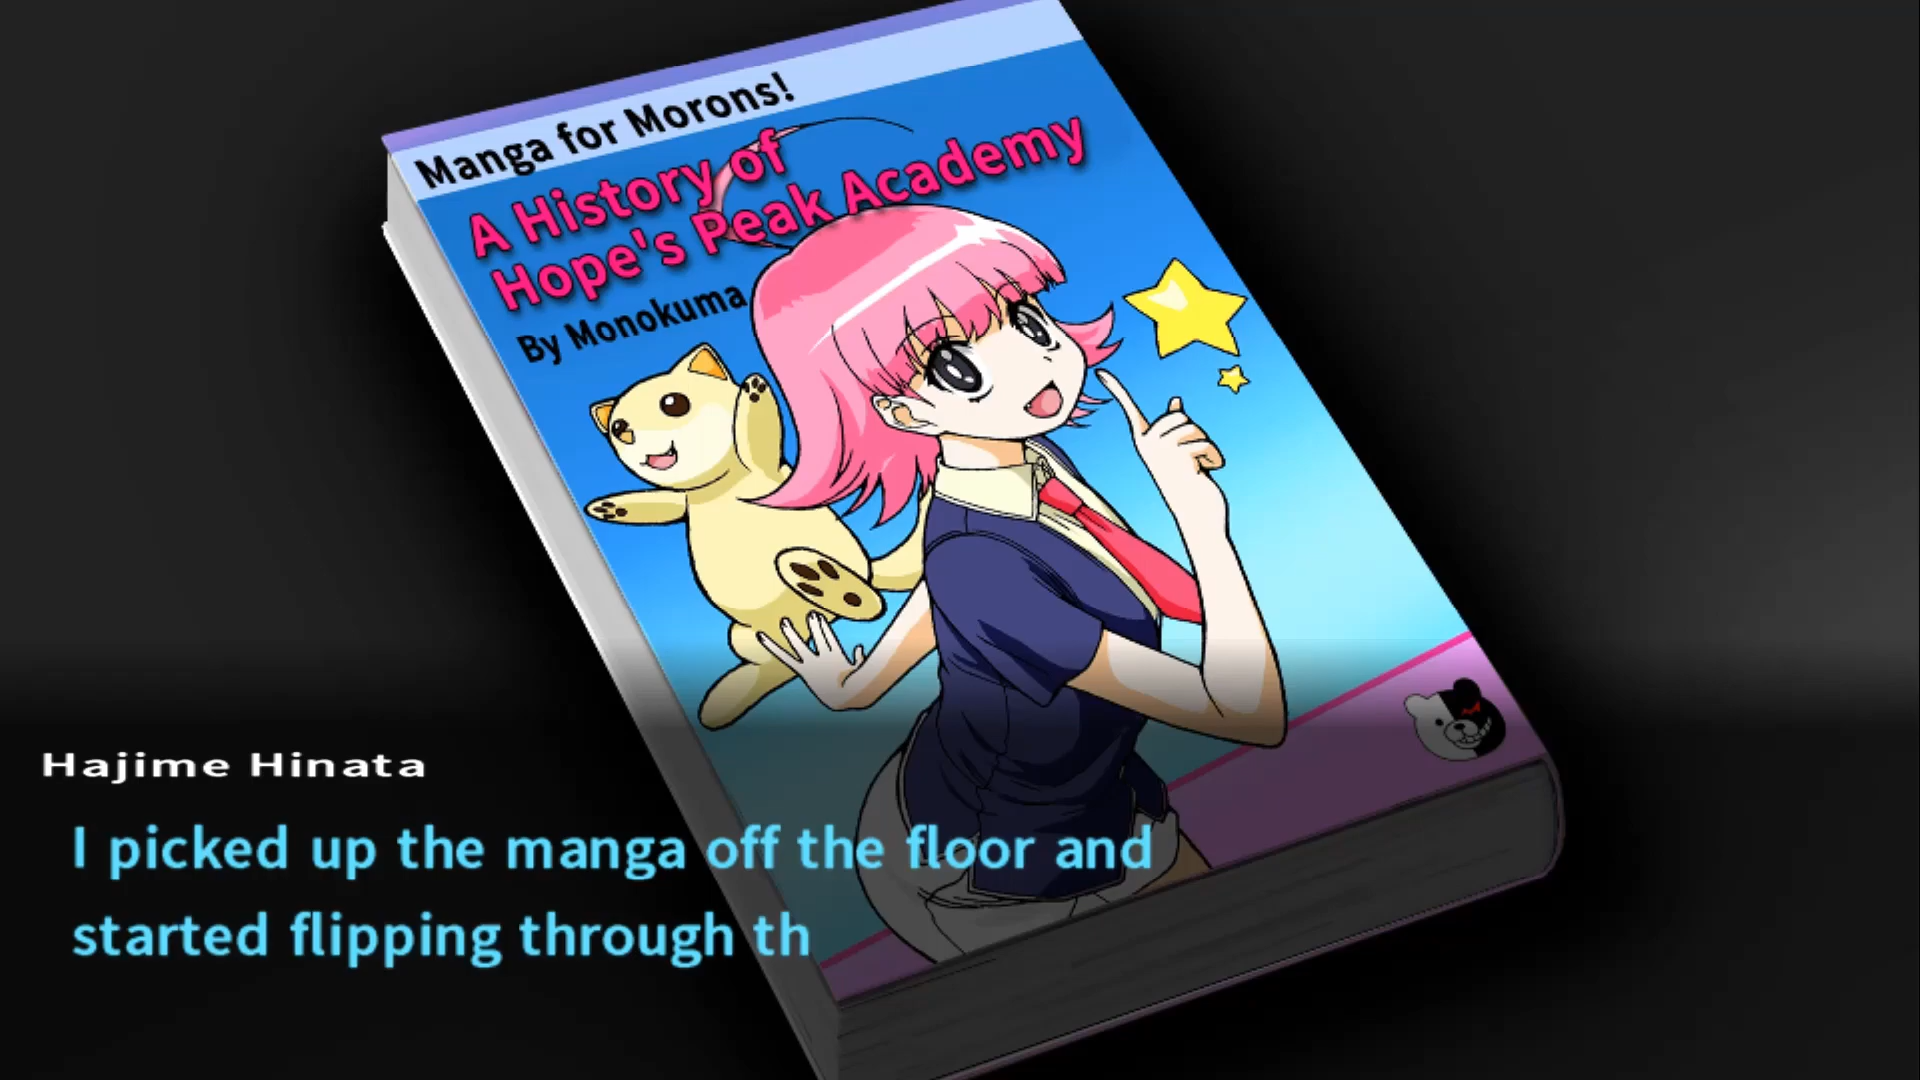 Manga for Morons!
A History of
Hope's Peak Academy
By Monokuma
Hajime Hinata
I picked up the manga off the floor and
started flipping through th